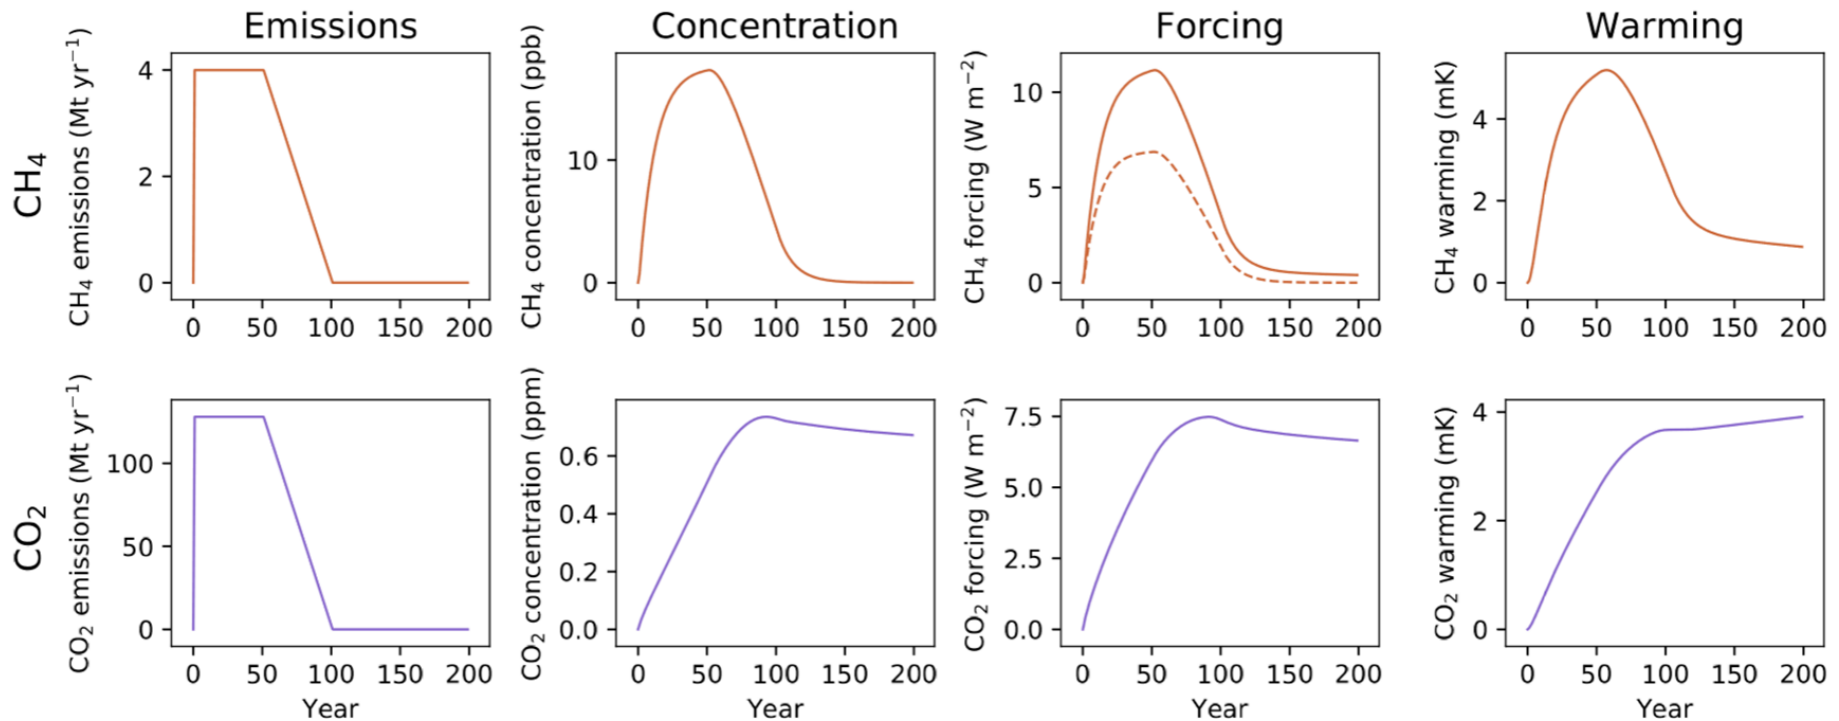 Emissions
Concentration
Forcing
Warming
CH₄
CH₄ emissions (Mt yr⁻¹)
4
2
0
0 50 100 150 200
CH₄ concentration (ppb)
10
0
0 50 100 150 200
CH₄ forcing (W m⁻²)
10
5
0
0 50 100 150 200
CH₄ warming (mK)
4
2
0
0 50 100 150 200
CO₂
CO₂ emissions (Mt yr⁻¹)
100
50
0
0 50 100 150 200
Year
CO₂ concentration (ppm)
0.6
0.4
0.2
0.0
0 50 100 150 200
Year
CO₂ forcing (W m⁻²)
7.5
5.0
2.5
0.0
0 50 100 150 200
Year
CO₂ warming (mK)
4
2
0
0 50 100 150 200
Year